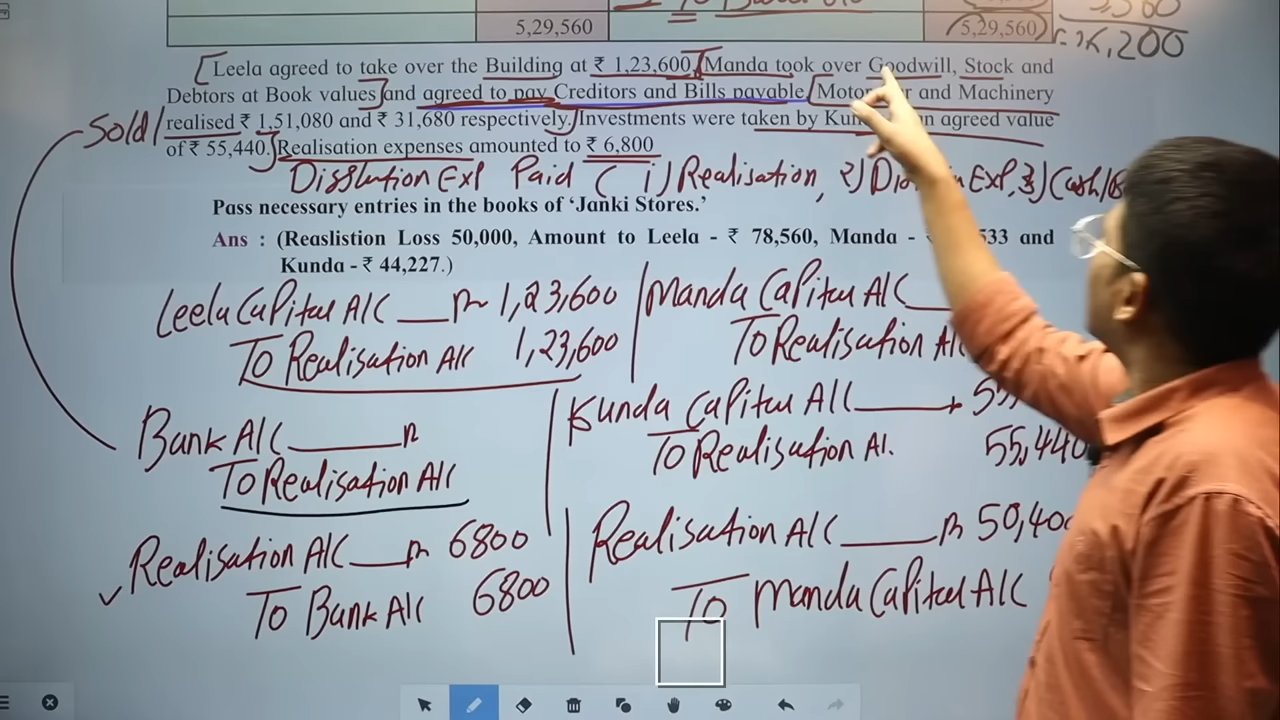 5,29,560 5,29,560
16,200
Leela agreed to take over the Building at ₹ 1,23,600. Manda took over Goodwill, Stock and
Debtors at Book values and agreed to pay Creditors and Bills payable. and Machinery
Sold realised ₹ 1,51,080 and ₹ 31,680 respectively. Investments were taken by agreed value
of ₹ 55,440. Realisation expenses amounted to ₹ 6,800
Disslution Exp Paid (1) Realisation, 2) Exp, 3) Cash/
Pass necessary entries in the books of ‘Janki Stores.’
Ans : (Reaslistion Loss 50,000, Amount to Leela - ₹ 78,560, Manda - 533 and
Kunda - ₹ 44,227.)
Leela Capital A/C Dr 1,23,600
To Realisation A/c 1,23,600
Manda Capital A/C
To Realisation A/c
Bank A/C Dr
To Realisation A/c
Kunda Capital A/C
To Realisation A/. 55,440
Realisation A/C Dr 6800
To Bank A/c 6800
Realisation A/C Dr 50,400
To Manda Capital A/C